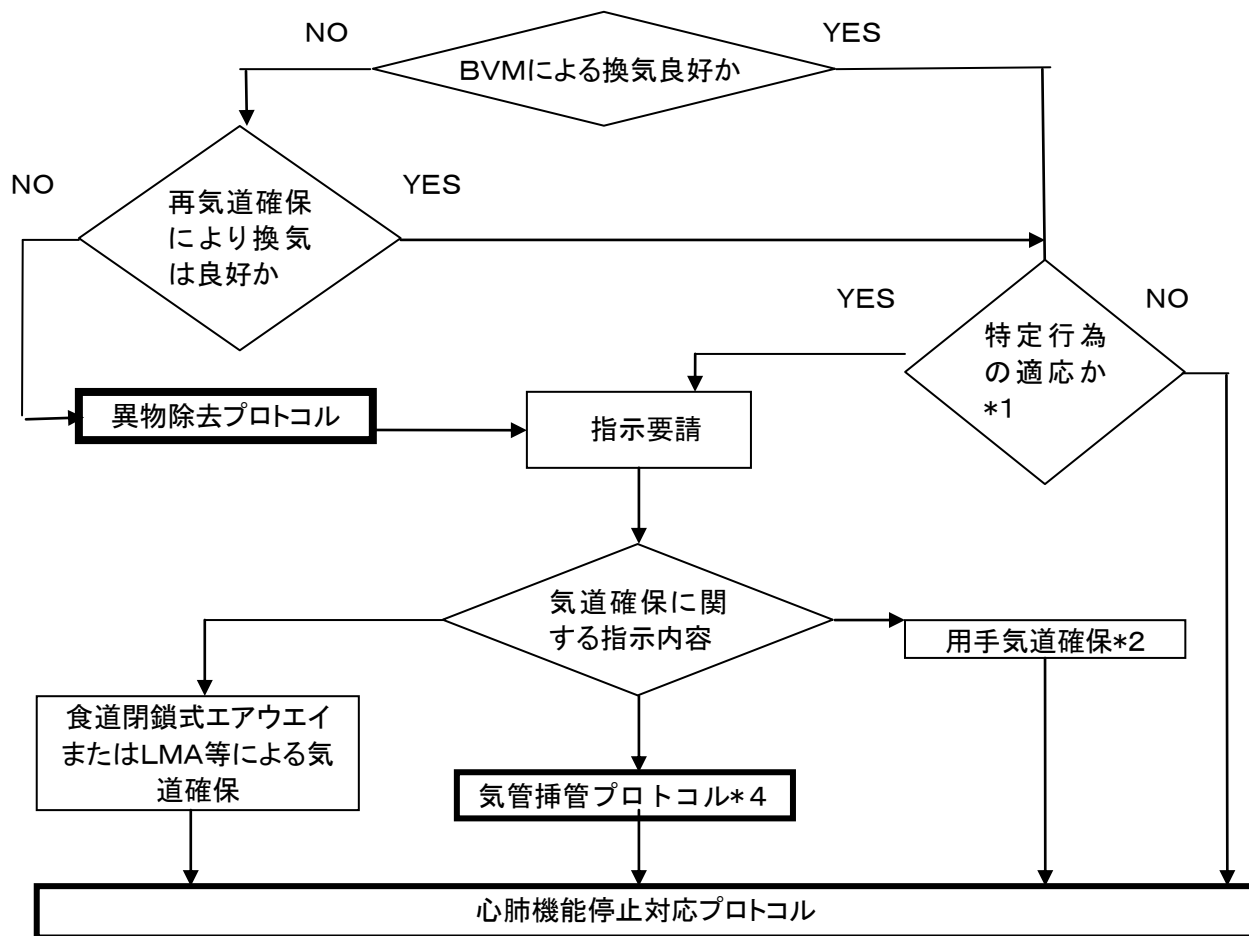 NO
YES
BVMによる換気良好か
NO
YES
再気道確保
により換気
は良好か
YES
NO
特定行為
の適応か
*1
異物除去プロトコル
指示要請
気道確保に関
する指示内容
用手気道確保*2
食道閉鎖式エアウエイ
またはLMA等による気
道確保
気管挿管プロトコル*4
心肺機能停止対応プロトコル